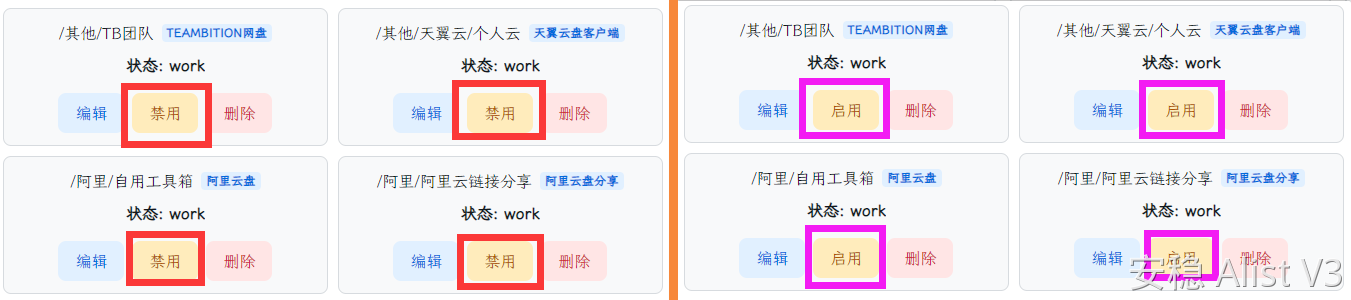 /其他/TB团队 TEAMBITION网盘
状态: work
编辑 禁用 删除
/其他/天翼云/个人云 天翼云盘客户端
状态: work
编辑 禁用 删除
/阿里/自用工具箱 阿里云盘
状态: work
编辑 禁用 删除
/阿里/阿里云链接分享 阿里云盘分享
状态: work
编辑 禁用 删除
/其他/TB团队 TEAMBITION网盘
状态: work
编辑 启用 删除
/其他/天翼云/个人云 天翼云盘客户端
状态: work
编辑 启用 删除
/阿里/自用工具箱 阿里云盘
状态: work
编辑 启用 删除
/阿里/阿里云链接分享 阿里云盘分享
状态: work
编辑 启用 删除
安稳 Alist V3